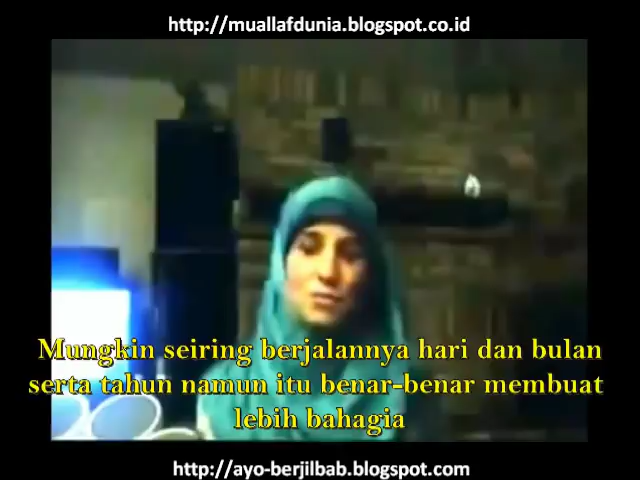 http://muallafdunia.blogspot.co.id
Mungkin seiring berjalannya hari dan bulan
serta tahun namun itu benar-benar membuat
lebih bahagia
http://ayo-berjilbab.blogspot.com